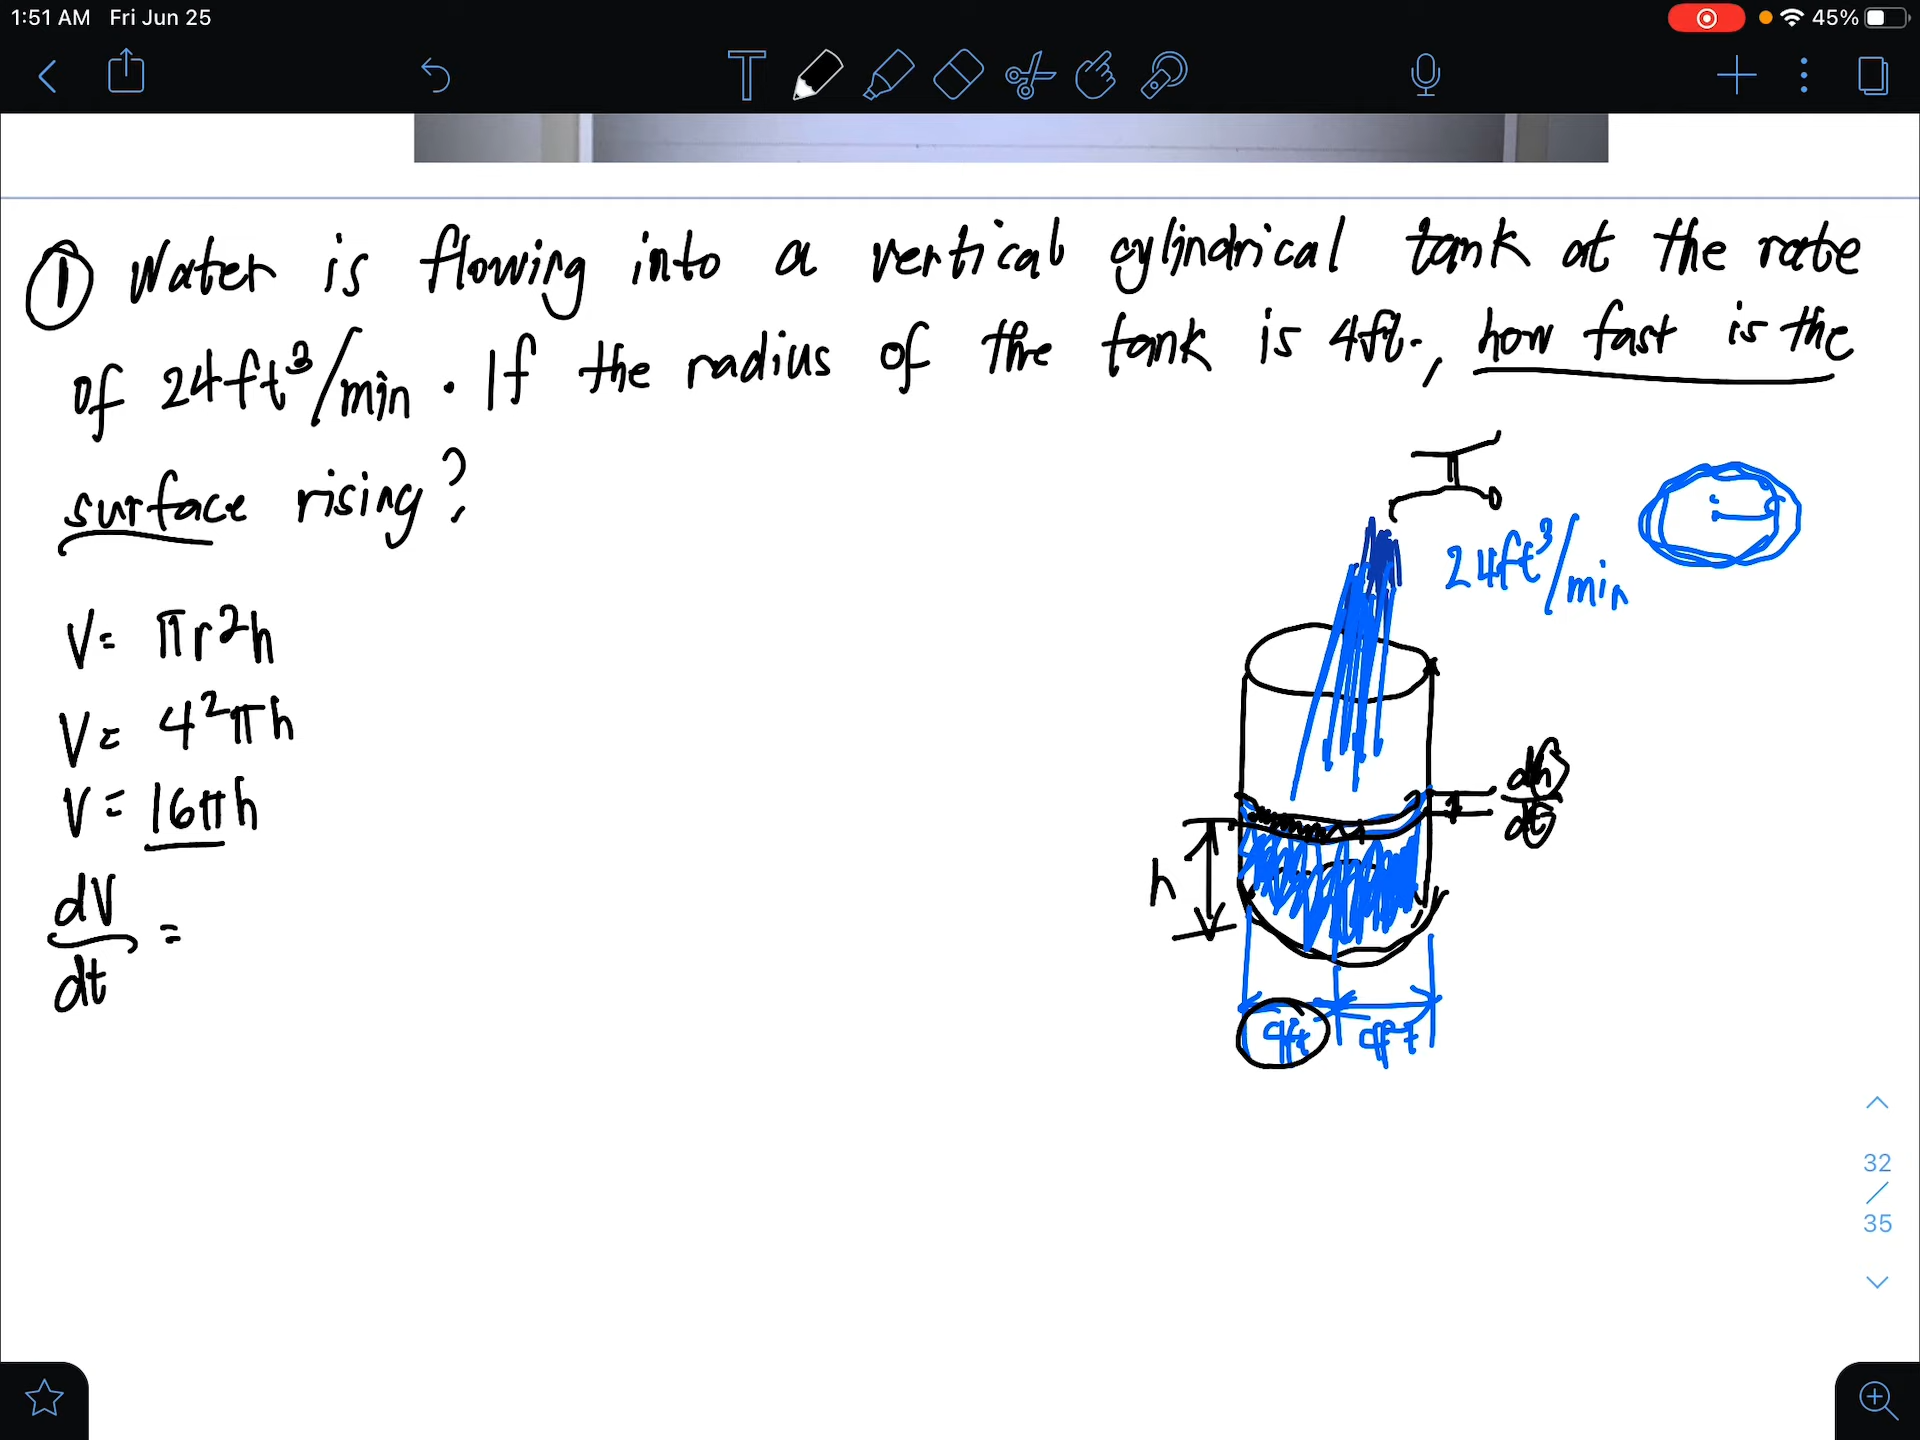 1:51 AM Fri Jun 25
45%
T
① Water is flowing into a vertical cylindrical tank at the rate
of 24ft³/min. If the radius of the tank is 4ft., how fast is the
surface rising?
24ft³/min
V= πr²h
V= 4²πh
V= 16πh
dV/dt =
dh/dt
h
4ft 4ft
32
/
35